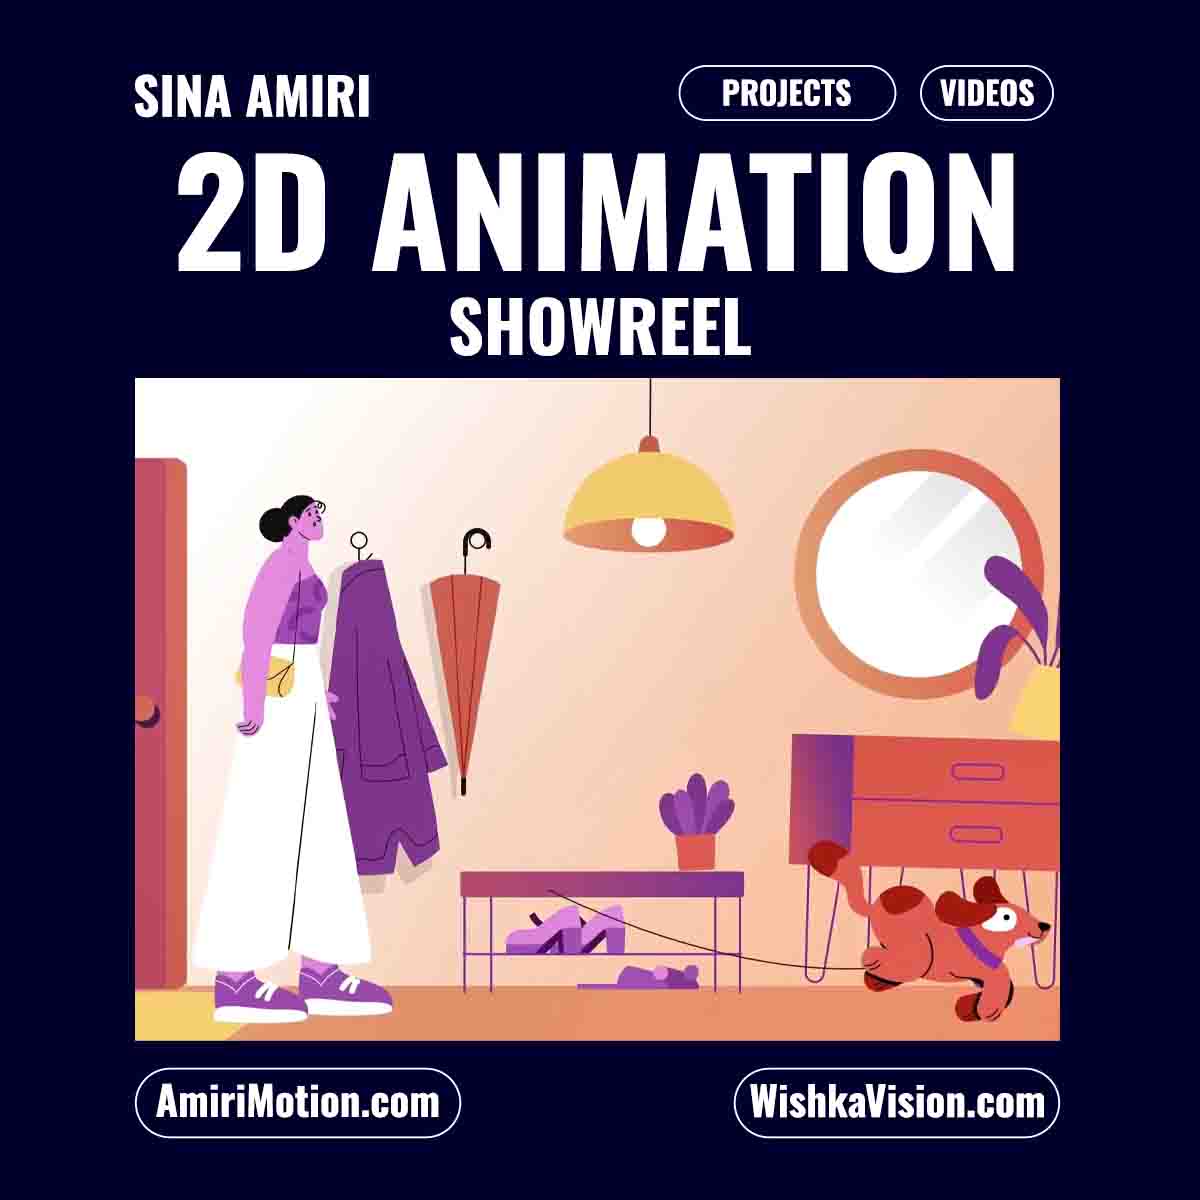 SINA AMIRI
PROJECTS
VIDEOS
2D ANIMATION
SHOWREEL
AmiriMotion.com
WishkaVision.com